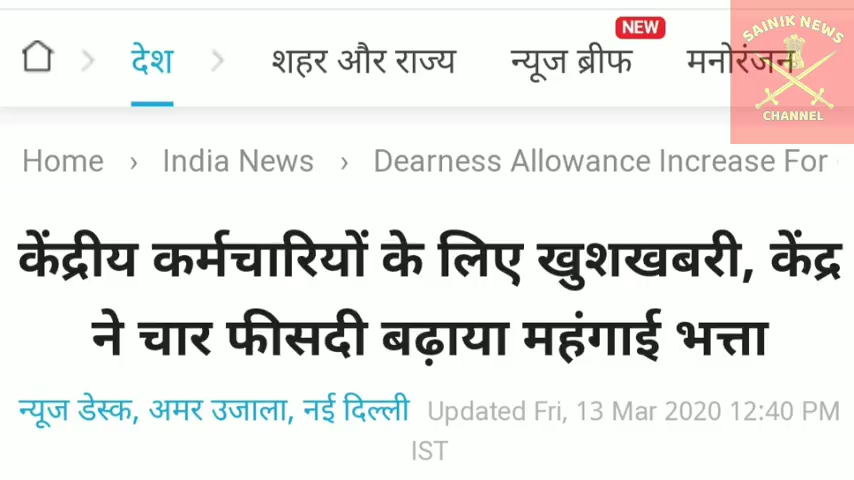 NEW
देश शहर और राज्य न्यूज ब्रीफ मनोरंजन
SAINIK NEWS
CHANNEL
Home › India News › Dearness Allowance Increase For
केंद्रीय कर्मचारियों के लिए खुशखबरी, केंद्र
ने चार फीसदी बढ़ाया महंगाई भत्ता
न्यूज डेस्क, अमर उजाला, नई दिल्ली Updated Fri, 13 Mar 2020 12:40 PM
IST